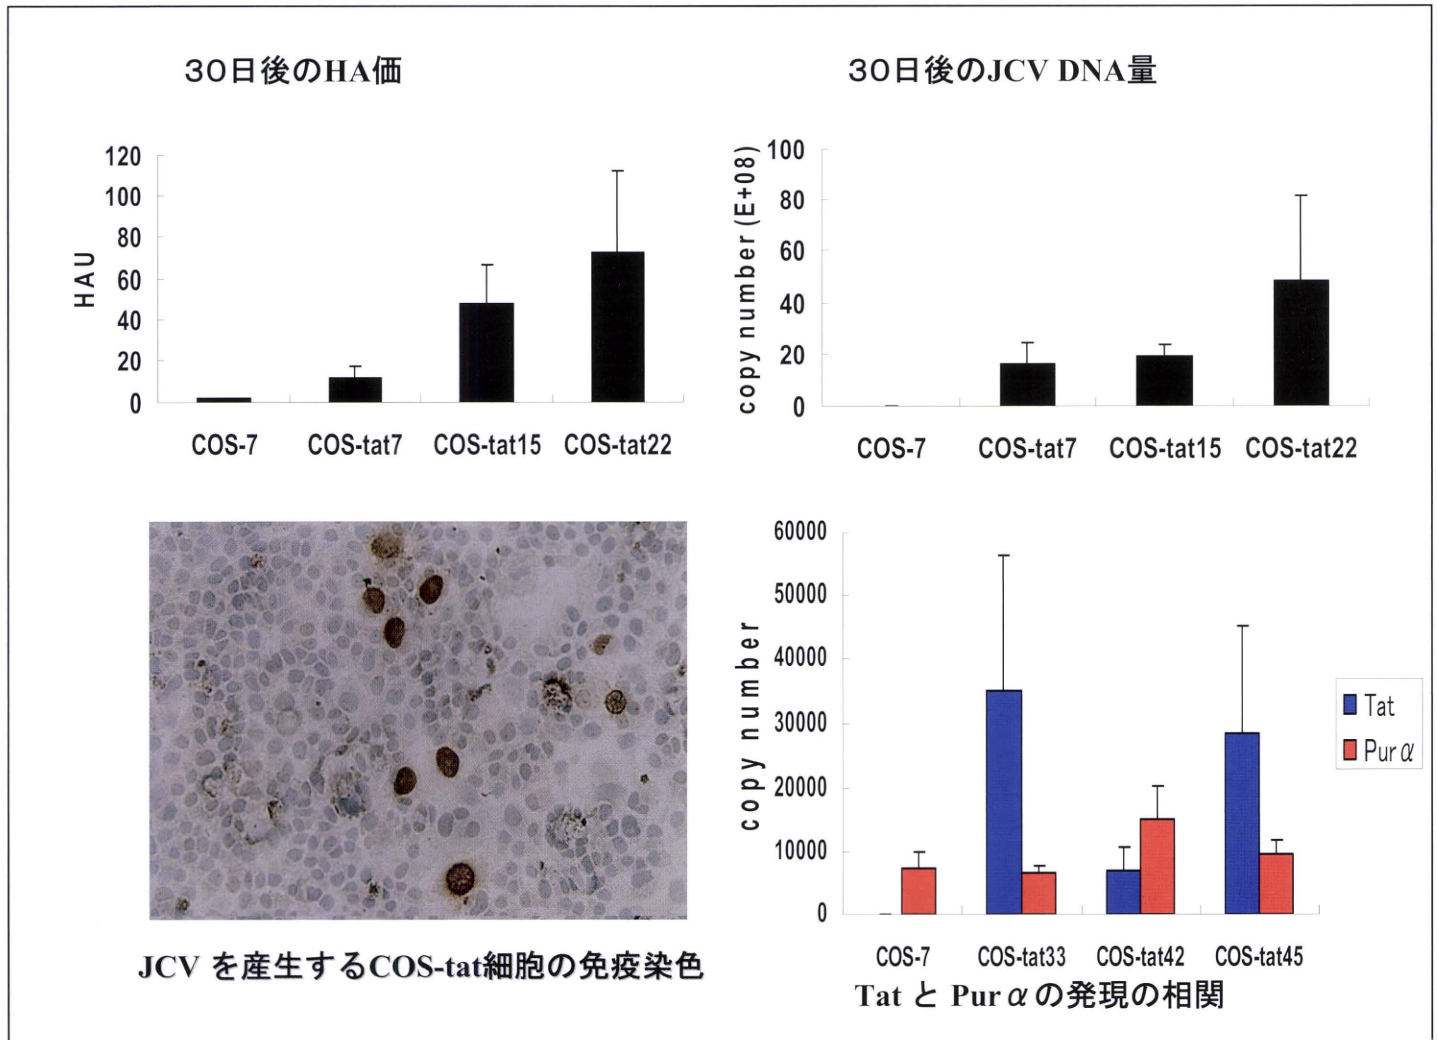 30日後のHA価
30日後のJCV DNA量
HAU
120
100
80
60
40
20
0
COS-7 COS-tat7 COS-tat15 COS-tat22
copy number (E+08)
100
80
60
40
20
0
COS-7 COS-tat7 COS-tat15 COS-tat22
JCV を産生するCOS-tat細胞の免疫染色
copy number
60000
50000
40000
30000
20000
10000
0
COS-7 COS-tat33 COS-tat42 COS-tat45
Tat
Pur α
Tat と Pur αの発現の相関